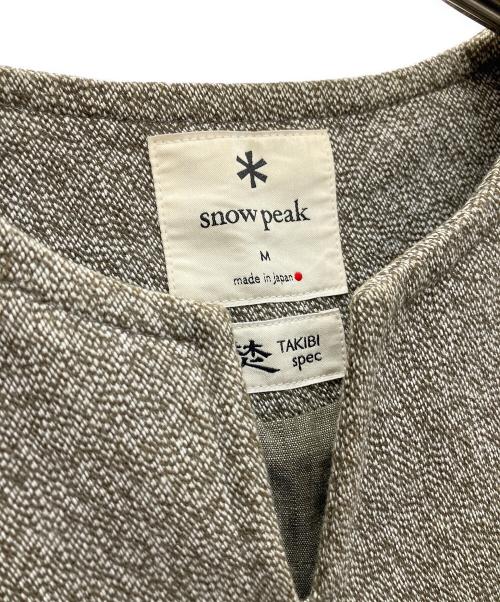 snow peak
M
made in japan
TAKIBI
spec